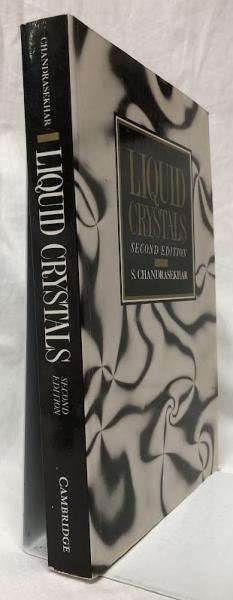 CHANDRASEKHAR
LIQUID CRYSTALS
SECOND
EDITION
CAMBRIDGE
LIQUID
CRYSTALS
SECOND EDITION
S. CHANDRASEKHAR